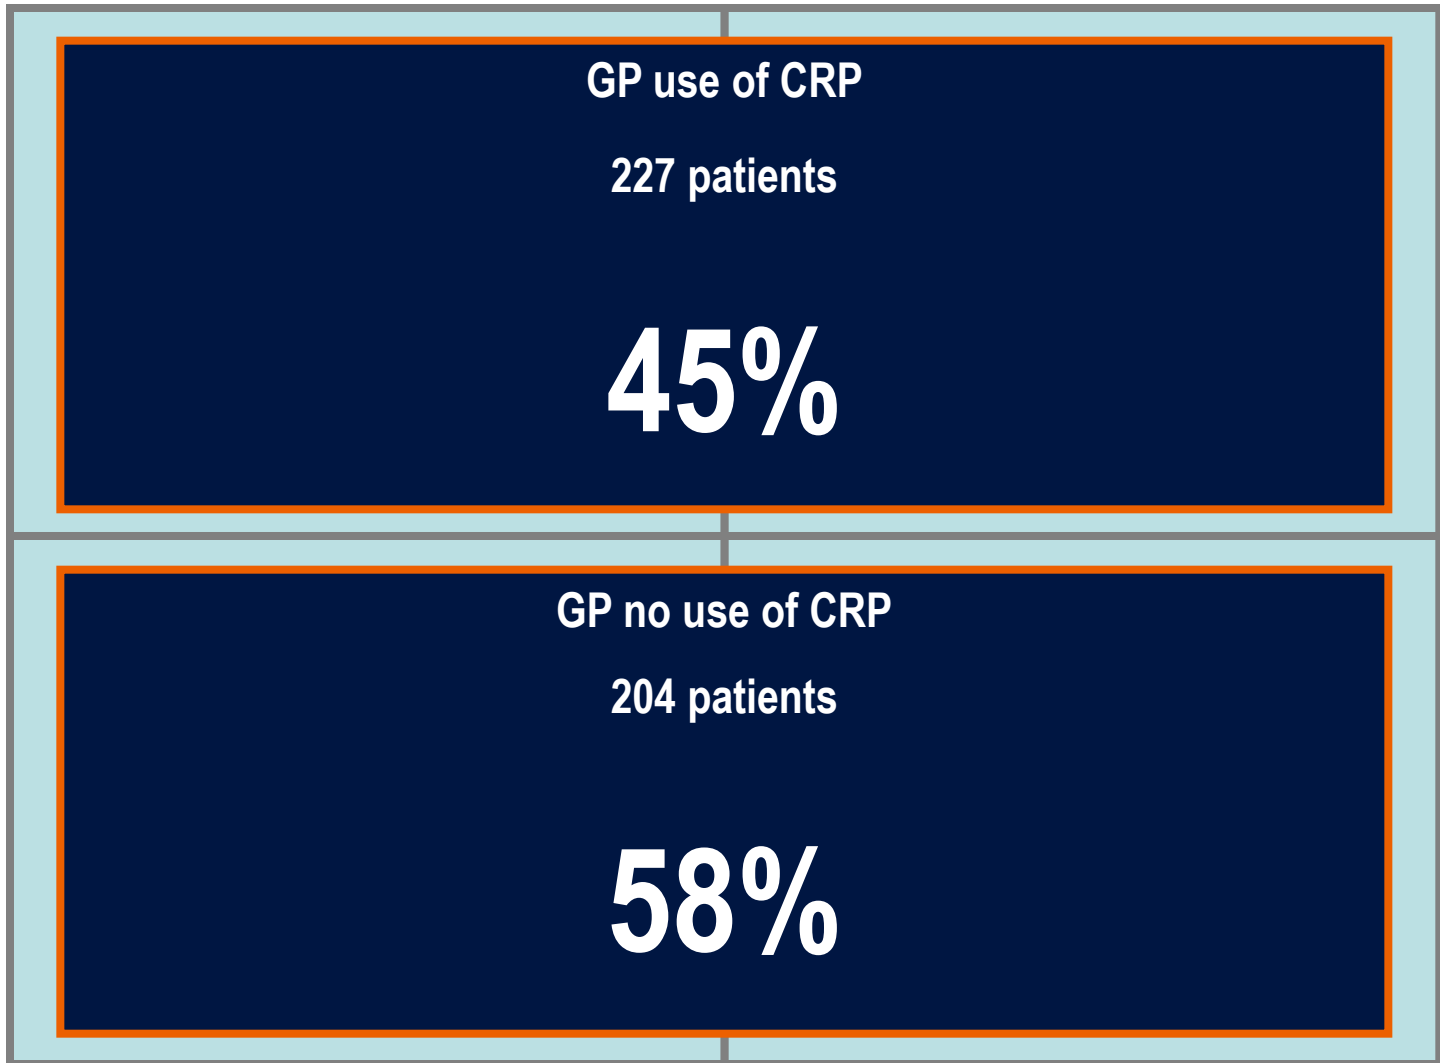 GP use of CRP
227 patients
45%
GP no use of CRP
204 patients
58%